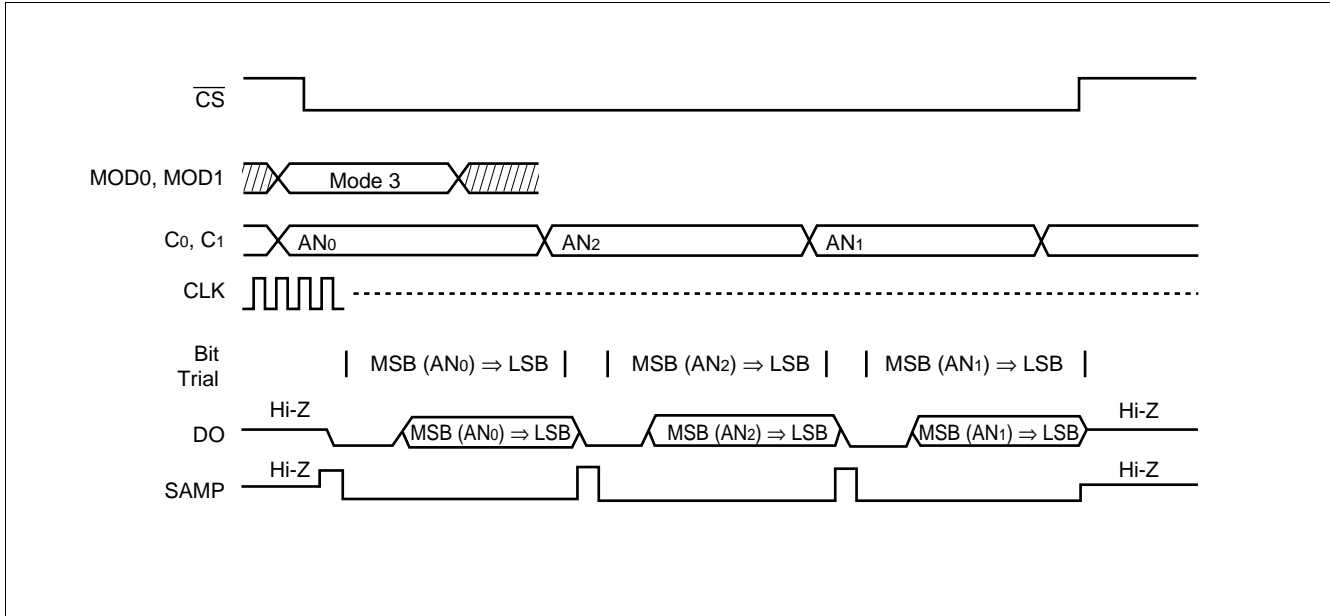 CS
MOD0, MOD1 Mode 3
C0, C1 AN0 AN2 AN1
CLK
Bit
Trial MSB (AN0) ⇒ LSB MSB (AN2) ⇒ LSB MSB (AN1) ⇒ LSB
Hi-Z Hi-Z
DO MSB (AN0) ⇒ LSB MSB (AN2) ⇒ LSB MSB (AN1) ⇒ LSB
Hi-Z Hi-Z
SAMP